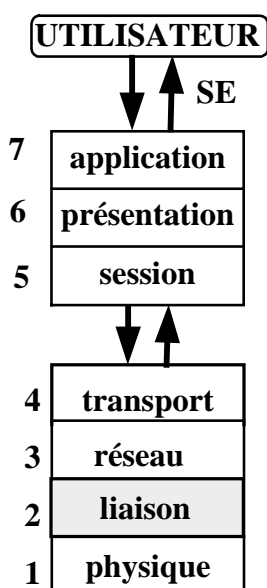 UTILISATEUR
SE
7 application
6 présentation
5 session
4 transport
3 réseau
2 liaison
1 physique